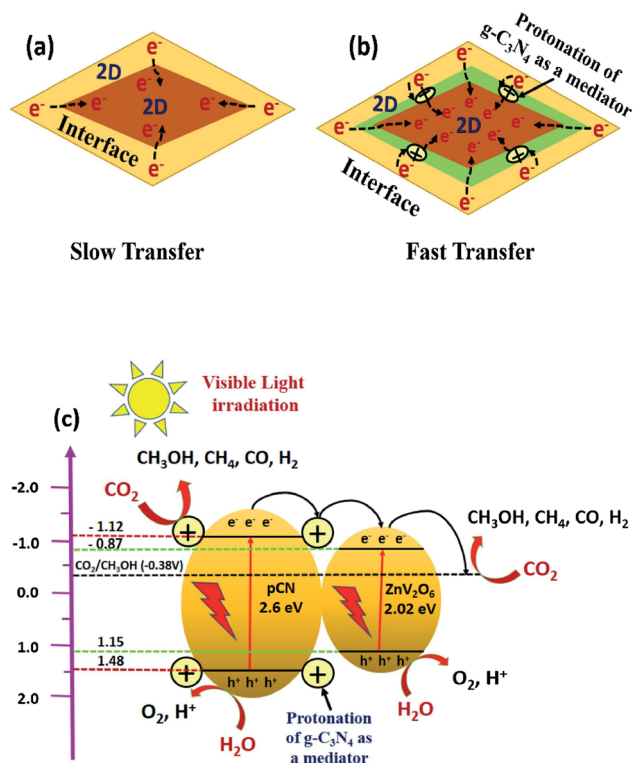 (a)
e⁻
2D
e⁻
e⁻ e⁻ 2D e⁻ e⁻
e⁻
Interface
e⁻
Slow Transfer
(b)
Protonation of
g-C₃N₄ as a
mediator
e⁻
e⁻ + + e⁻
2D
e⁻ e⁻ e⁻
e⁻ e⁻ 2D e⁻ e⁻
e⁻ e⁻ e⁻
e⁻ + + e⁻
e⁻
Interface
Fast Transfer
(c)
Visible Light
irradiation
CH₃OH, CH₄, CO, H₂
CO₂
CH₃OH, CH₄, CO, H₂
CO₂
-2.0
-1.0
0.0
1.0
2.0
- 1.12
- 0.87
CO₂/CH₃OH (-0.38V)
1.15
1.48
+ e⁻ e⁻ e⁻ +
e⁻ e⁻ e⁻
pCN
2.6 eV
ZnV₂O₆
2.02 eV
h⁺ h⁺ h⁺
+ h⁺ h⁺ h⁺ +
O₂, H⁺
H₂O
O₂, H⁺
H₂O
Protonation
of g-C₃N₄ as
a mediator